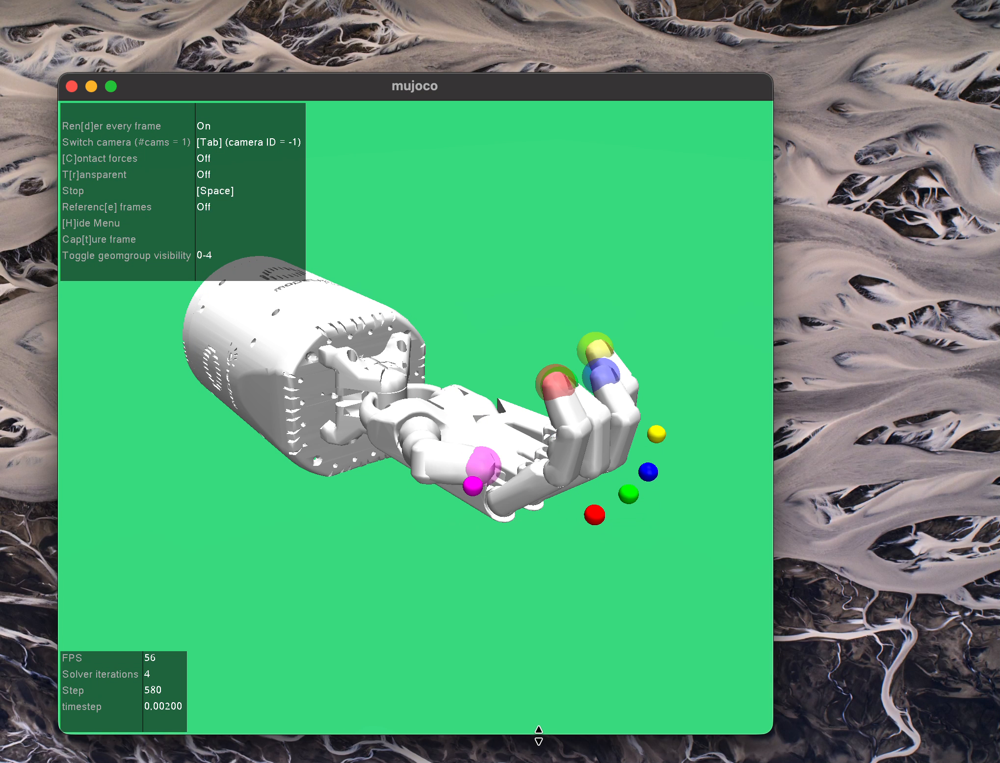 mujoco
Ren[d]er every frame On
Switch camera (#cams = 1) [Tab] (camera ID = -1)
[C]ontact forces Off
T[r]ansparent Off
Stop [Space]
Referenc[e] frames Off
[H]ide Menu
Cap[t]ure frame
Toggle geomgroup visibility 0-4
FPS 56
Solver iterations 4
Step 580
timestep 0.00200